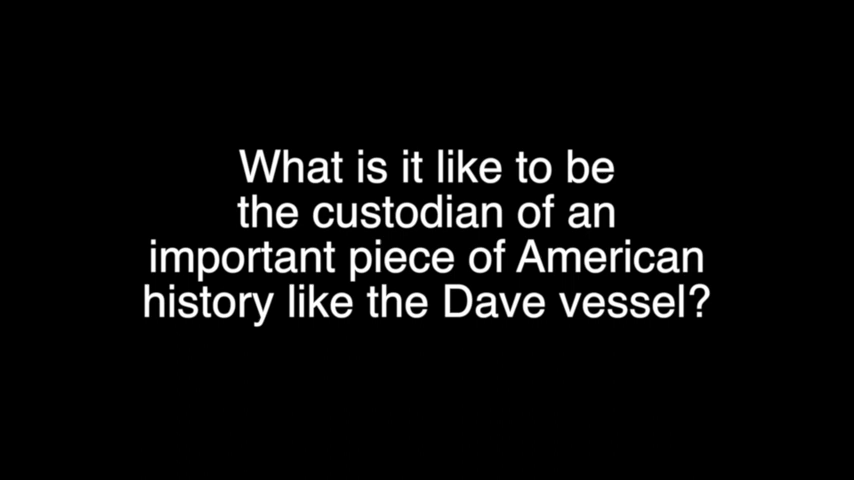 What is it like to be
the custodian of an
important piece of American
history like the Dave vessel?